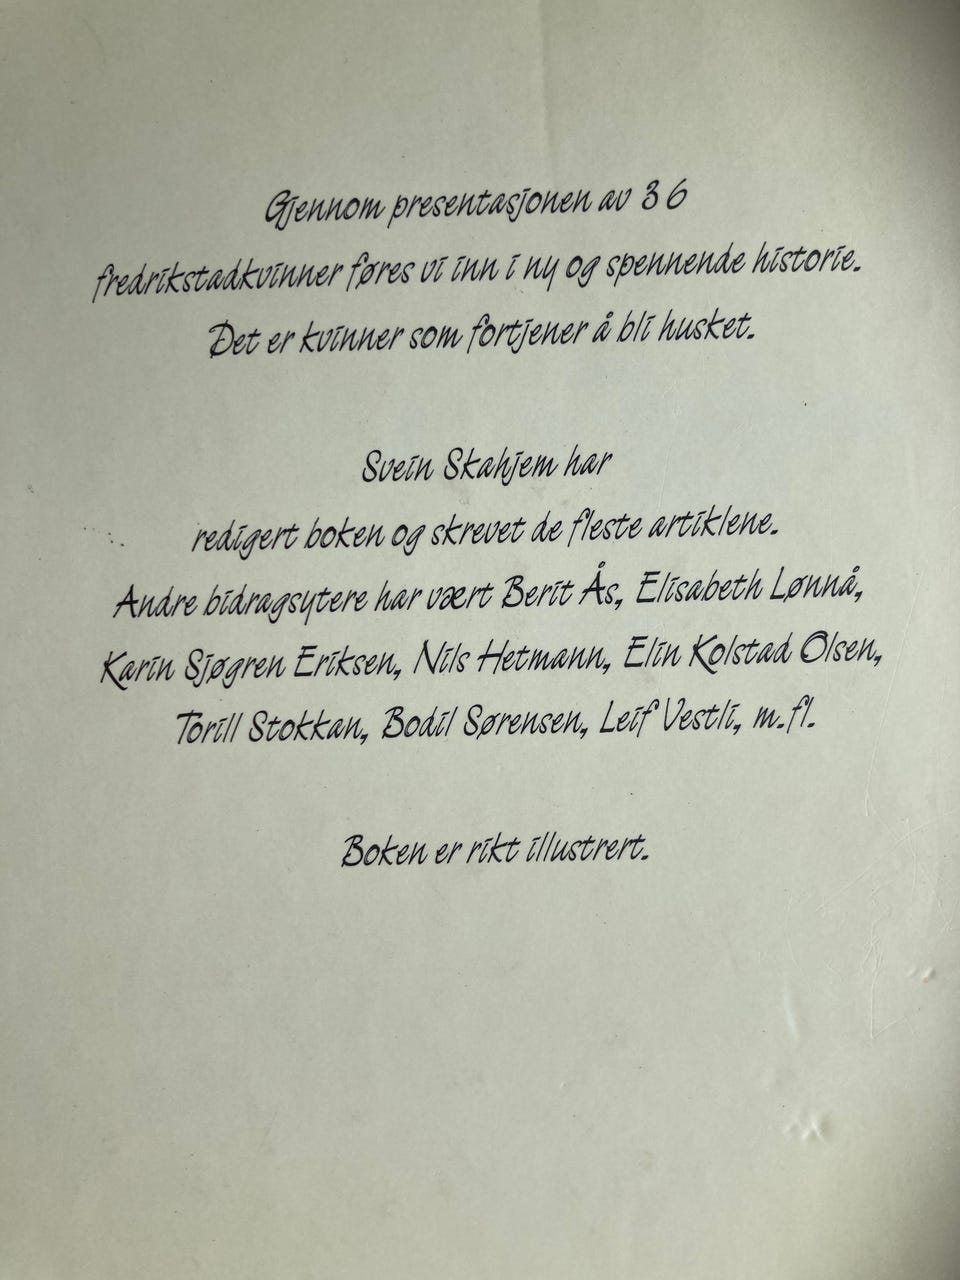 Gjennom presentasjonen av 36
fredrikstadkvinner føres vi inn i ny og spennende historie.
Det er kvinner som fortjener å bli husket.
Svein Skahjem har
redigert boken og skrevet de fleste artiklene.
Andre bidragsytere har vært Berit Ås, Elisabeth Lønnå,
Karin Sjøgren Eriksen, Nils Hetmann, Elin Kolstad Olsen,
Torill Stokkan, Bodil Sørensen, Leif Vestli, m.fl.
Boken er rikt illustrert.